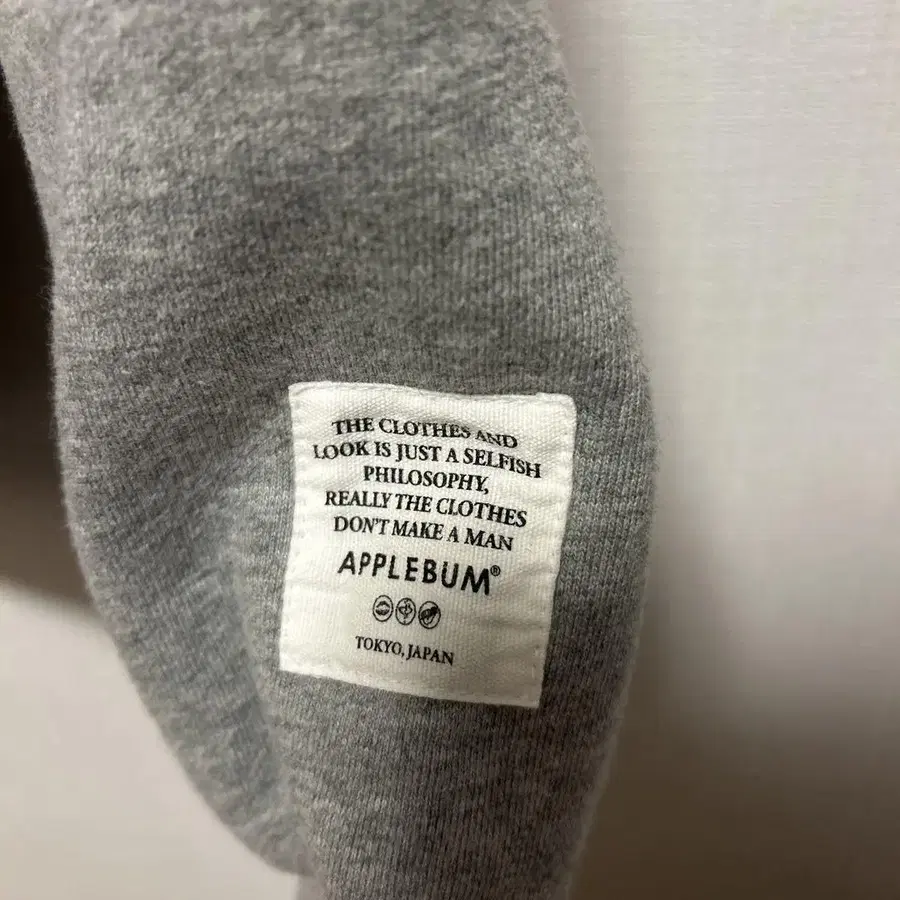 THE CLOTHES AND
LOOK IS JUST A SELFISH
PHILOSOPHY,
REALLY THE CLOTHES
DON'T MAKE A MAN
APPLEBUM®
TOKYO, JAPAN